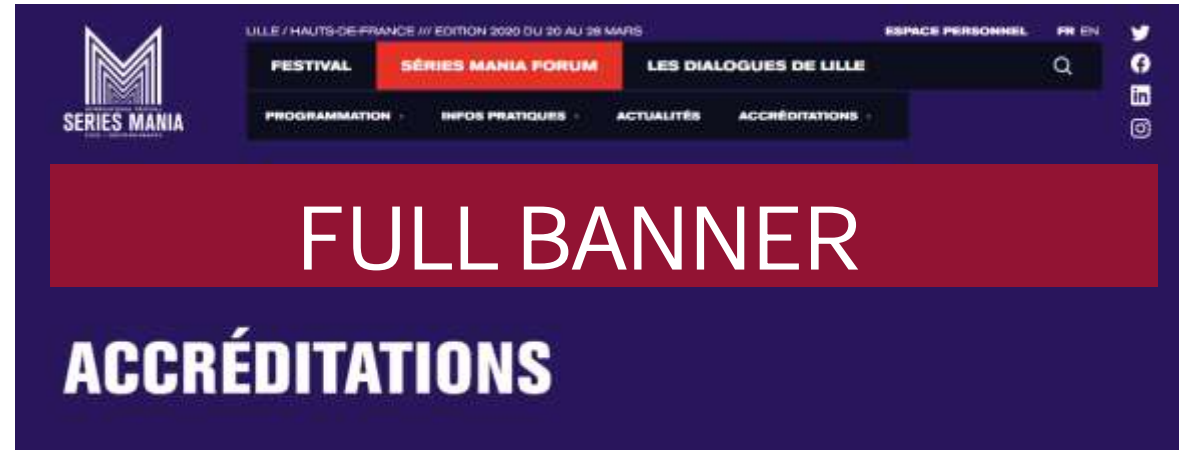 LILLE / HAUTS-DE-FRANCE /// EDITION 2020 DU 20 AU 28 MARS
ESPACE PERSONNEL FR EN
FESTIVAL SÉRIES MANIA FORUM LES DIALOGUES DE LILLE
PROGRAMMATION INFOS PRATIQUES ACTUALITÉS ACCRÉDITATIONS
SERIES MANIA
FULL BANNER
ACCRÉDITATIONS